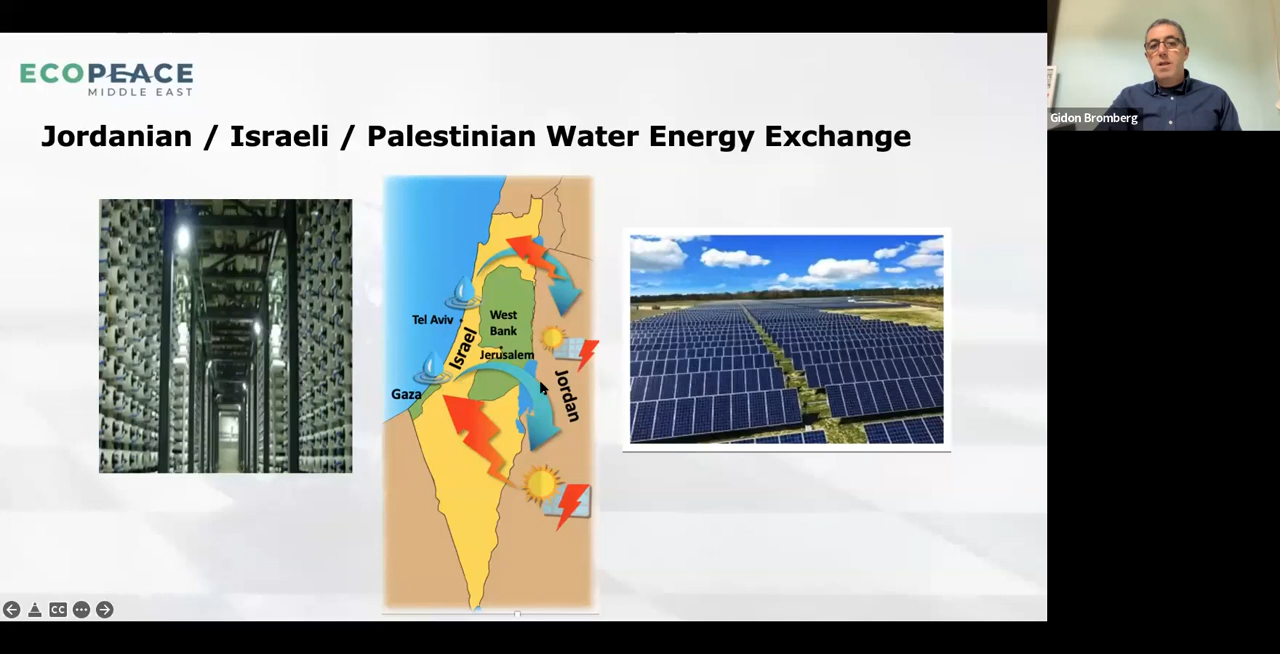 ECOPEACE
MIDDLE EAST
Gidon Bromberg
Jordanian / Israeli / Palestinian Water Energy Exchange
Tel Aviv
West
Bank
Israel
Jerusalem
Gaza
Jordan
CC